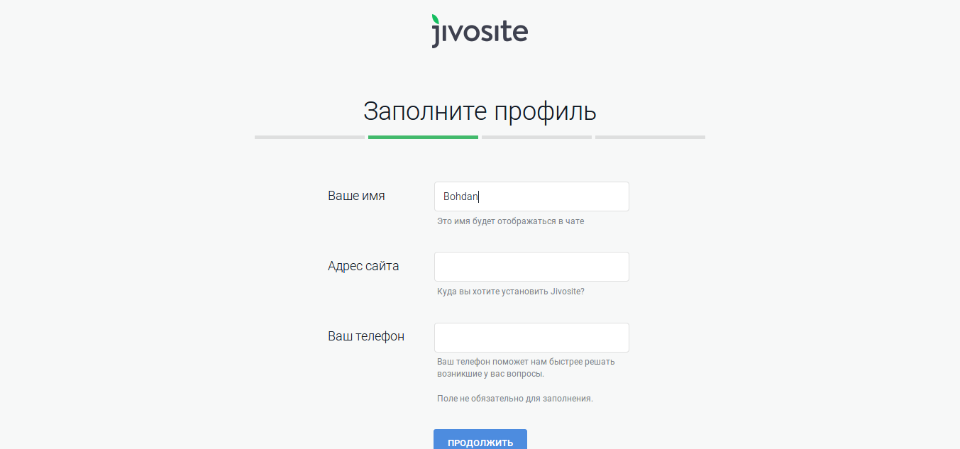 jivosite
Заполните профиль
Ваше имя
Bohdan
Это имя будет отображаться в чате
Адрес сайта
Куда вы хотите установить Jivosite?
Ваш телефон
Ваш телефон поможет нам быстрее решать
возникшие у вас вопросы.
Поле не обязательно для заполнения.
ПРОДОЛЖИТЬ